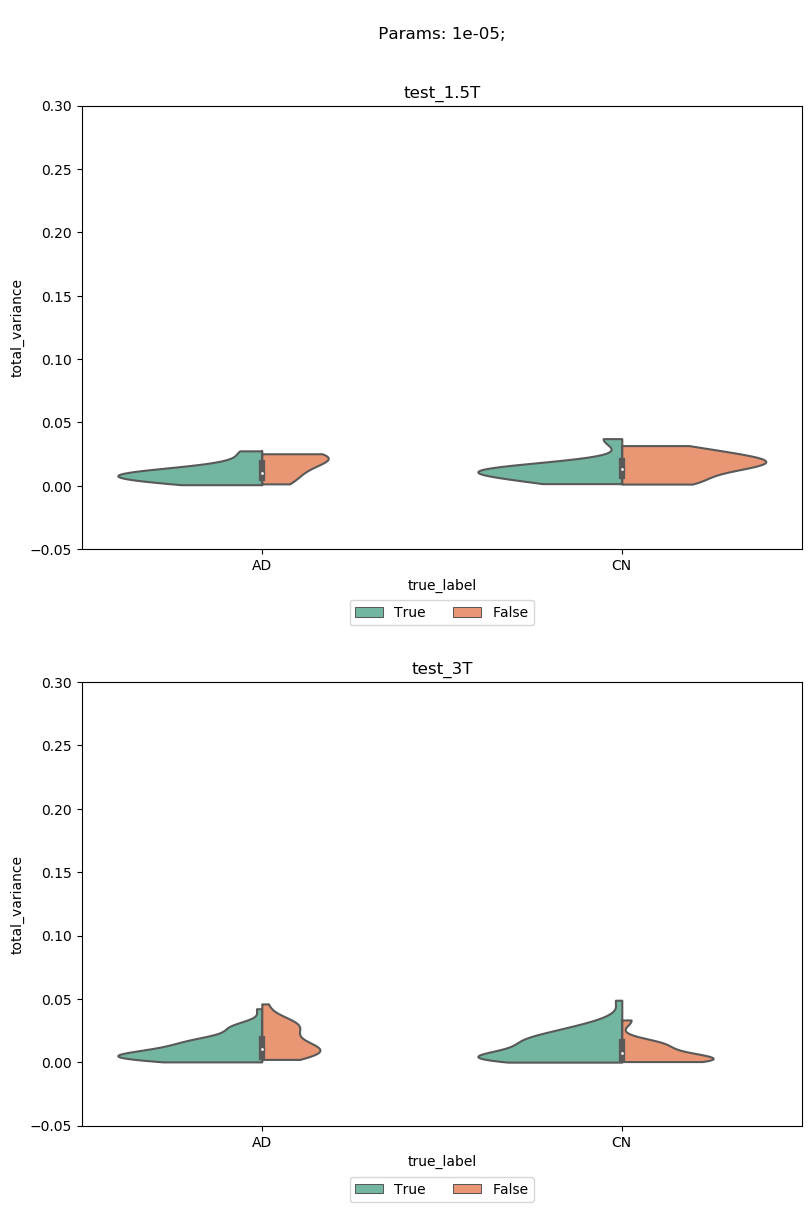 Params: 1e-05;
test_1.5T
0.30
0.25
0.20
0.15
0.10
0.05
0.00
−0.05
total_variance
AD CN
true_label
True False
test_3T
0.30
0.25
0.20
0.15
0.10
0.05
0.00
−0.05
total_variance
AD CN
true_label
True False